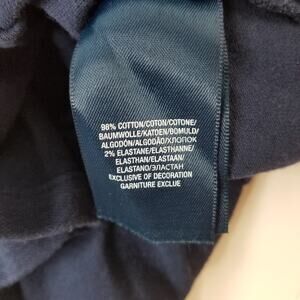 98% COTTON/COTON/COTONE/
BAUMWOLLE/KATOEN/BOMULD/
ALGODÓN/ALGODÃO/ХЛОПОК
2% ELASTANE/ELASTHANNE/
ELASTHAN/ELASTAAN/
ELASTANO/ЭЛАСТАН
EXCLUSIVE OF DECORATION
GARNITURE EXCLUE